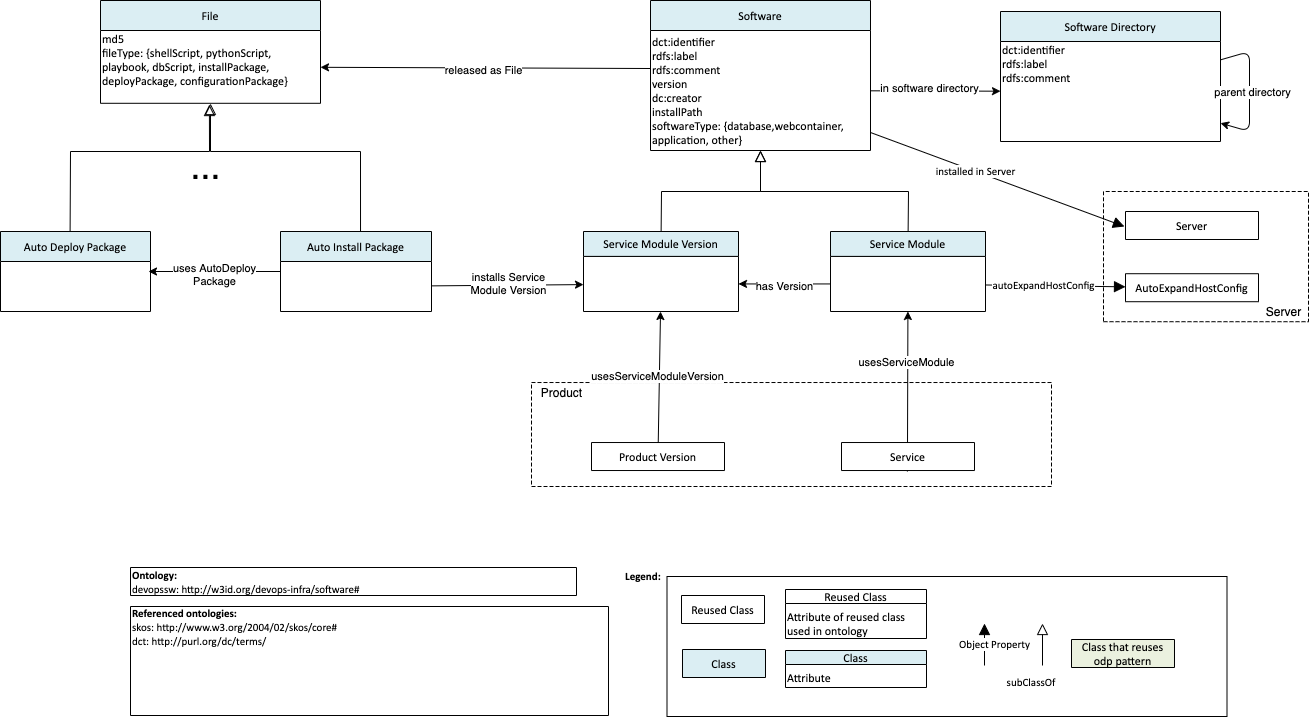 File
md5
fileType: {shellScript, pythonScript,
playbook, dbScript, installPackage,
deployPackage, configurationPackage}
released as File
Software
dct:identifier
rdfs:label
rdfs:comment
version
dc:creator
installPath
softwareType: {database,webcontainer,
application, other}
in software directory
Software Directory
dct:identifier
rdfs:label
rdfs:comment
parent directory
...
installed in Server
Auto Deploy Package
uses AutoDeploy
Package
Auto Install Package
installs Service
Module Version
Service Module Version
has Version
Service Module
autoExpandHostConfig
Server
AutoExpandHostConfig
Server
usesServiceModuleVersion
usesServiceModule
Product
Product Version
Service
Ontology:
devopssw: http://w3id.org/devops-infra/software#
Referenced ontologies:
skos: http://www.w3.org/2004/02/skos/core#
dct: http://purl.org/dc/terms/
Legend:
Reused Class
Reused Class
Attribute of reused class
used in ontology
Class
Class
Attribute
Object Property
subClassOf
Class that reuses
odp pattern